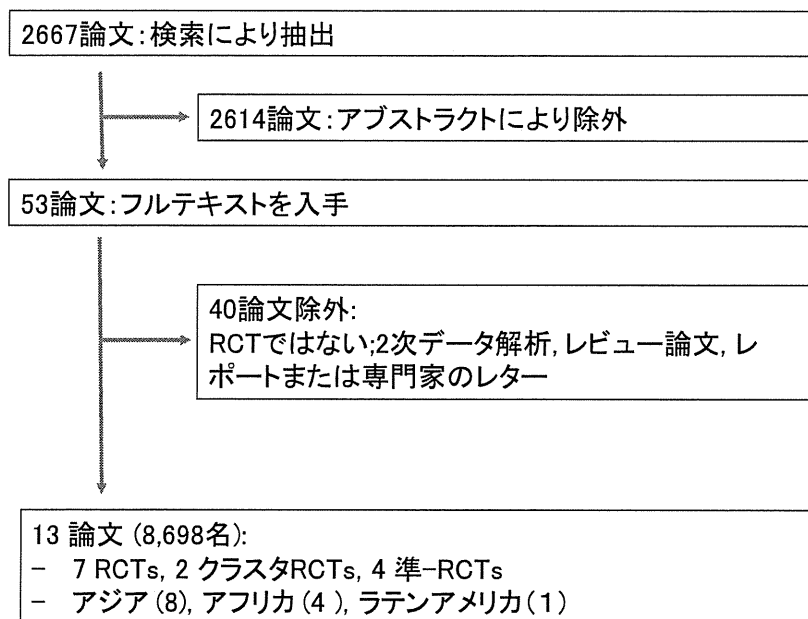 2667論文:検索により抽出
2614論文:アブストラクトにより除外
53論文:フルテキストを入手
40論文除外:
RCTではない;2次データ解析, レビュー論文, レ
ポートまたは専門家のレター
13 論文 (8,698名):
- 7 RCTs, 2 クラスタRCTs, 4 準-RCTs
- アジア (8), アフリカ (4 ), ラテンアメリカ(1)